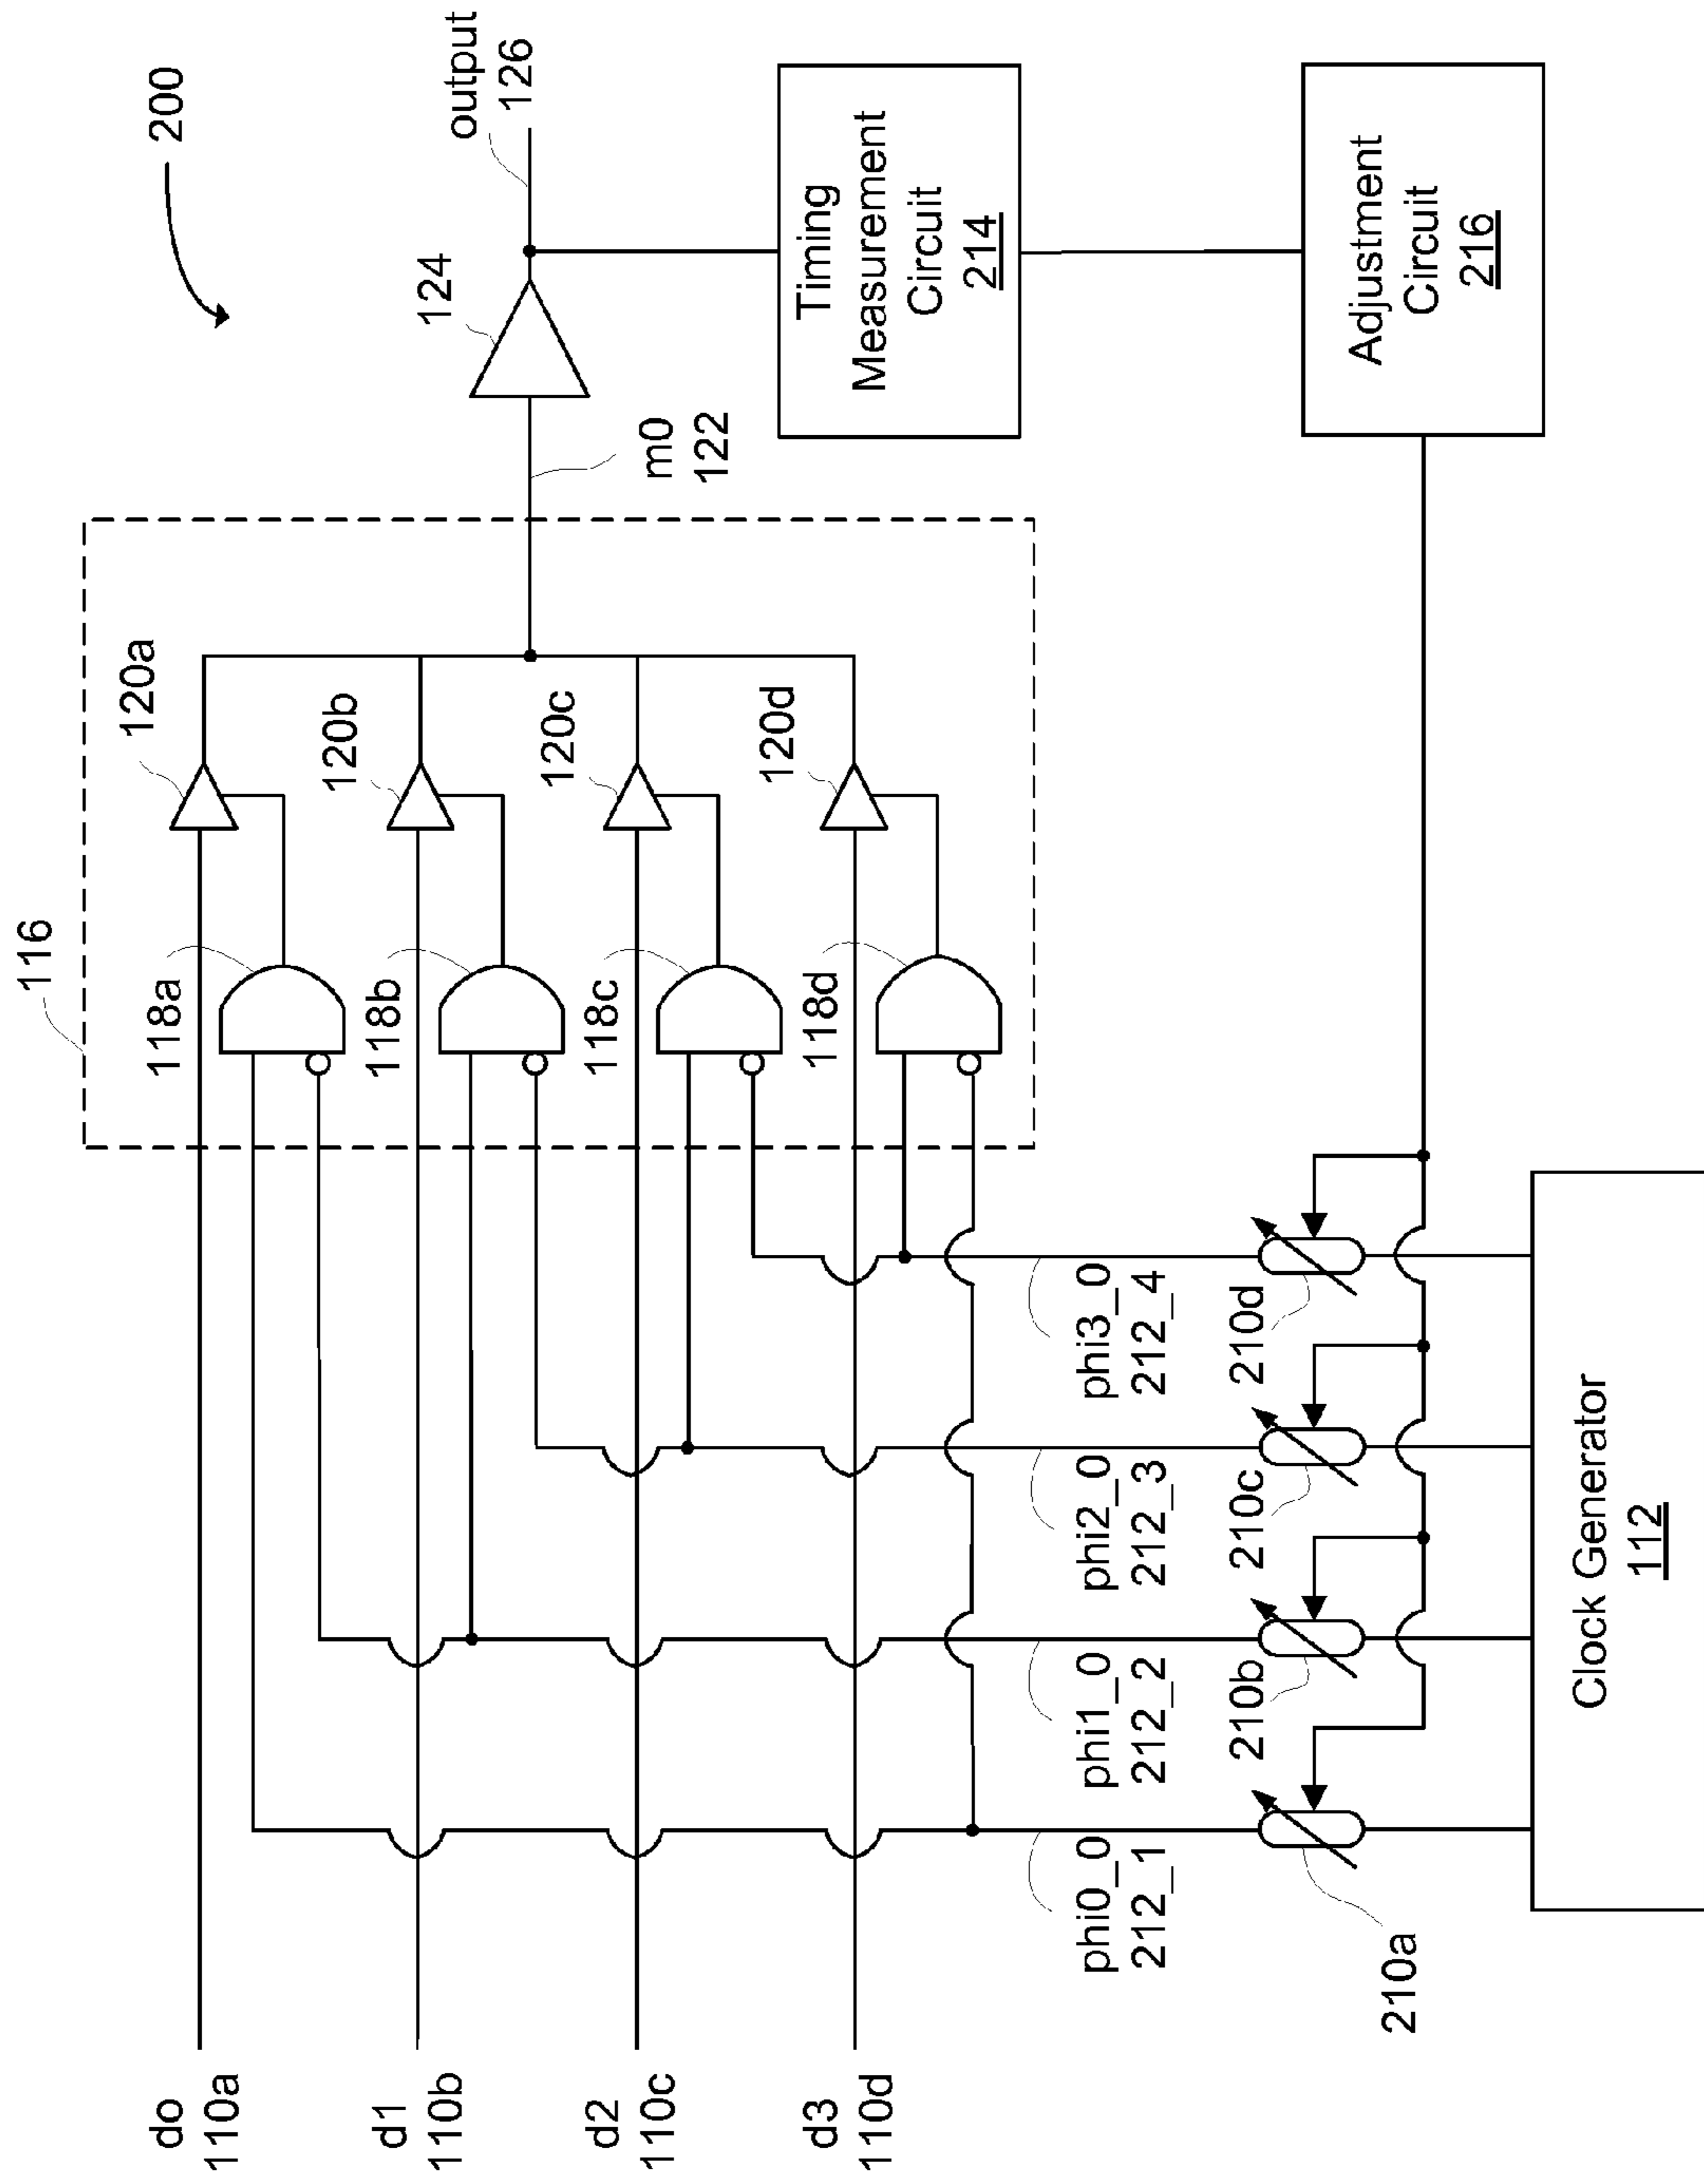 200
116
do
110a
d1
110b
d2
110c
d3
110d
118a
118b
118c
118d
120a
120b
120c
120d
m0
122
124
output
126
Timing
Measurement
Circuit
214
Adjustment
Circuit
216
phi0_0
212_1
phi1_0
212_2
phi2_0
212_3
phi3_0
212_4
210a
210b
210c
210d
Clock Generator
112